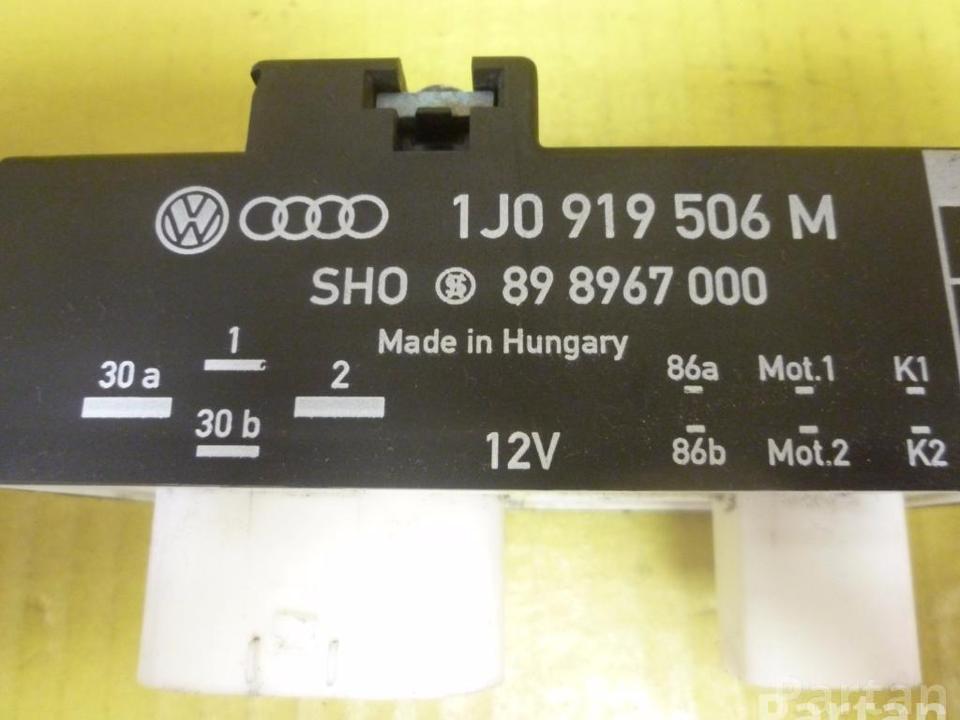 1J0 919 506 M
SHO 89 8967 000
Made in Hungary
30 a 1 2 86a Mot.1 K1
30 b 12V 86b Mot.2 K2
Partan
Partan